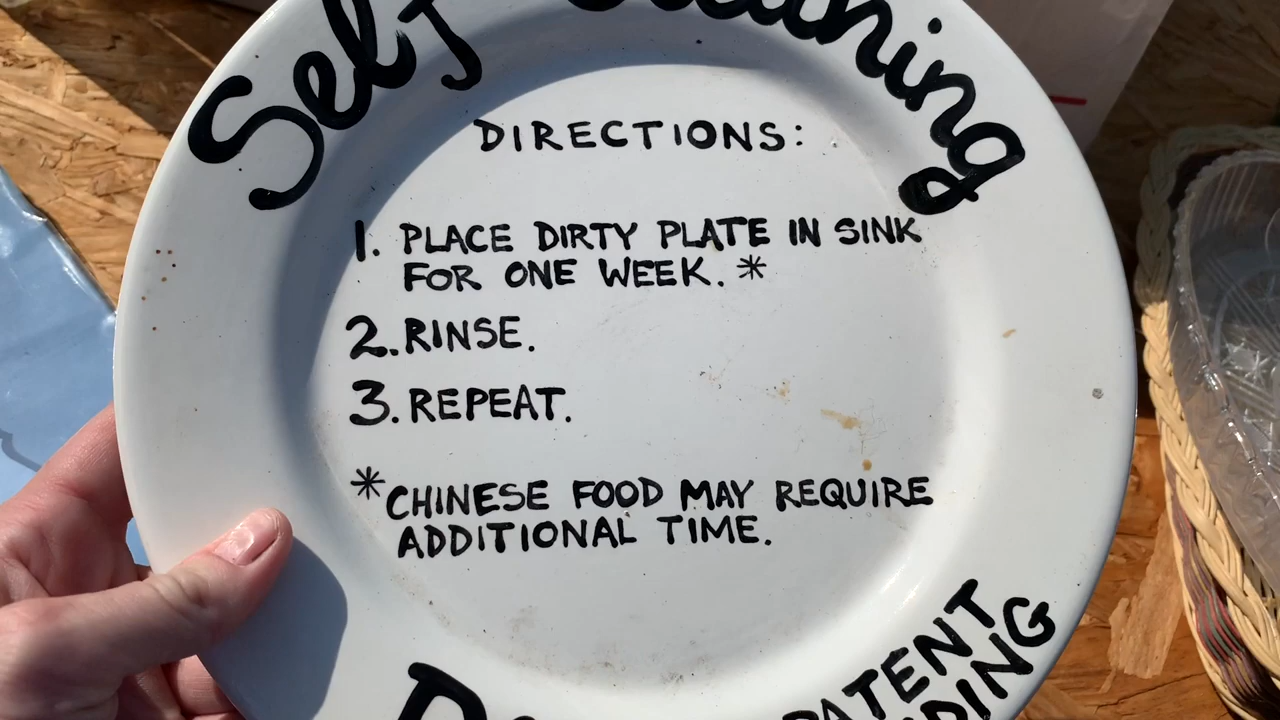 Self Cleaning
DIRECTIONS:
1. PLACE DIRTY PLATE IN SINK
FOR ONE WEEK. *
2. RINSE.
3. REPEAT.
*CHINESE FOOD MAY REQUIRE
ADDITIONAL TIME.
PATENT